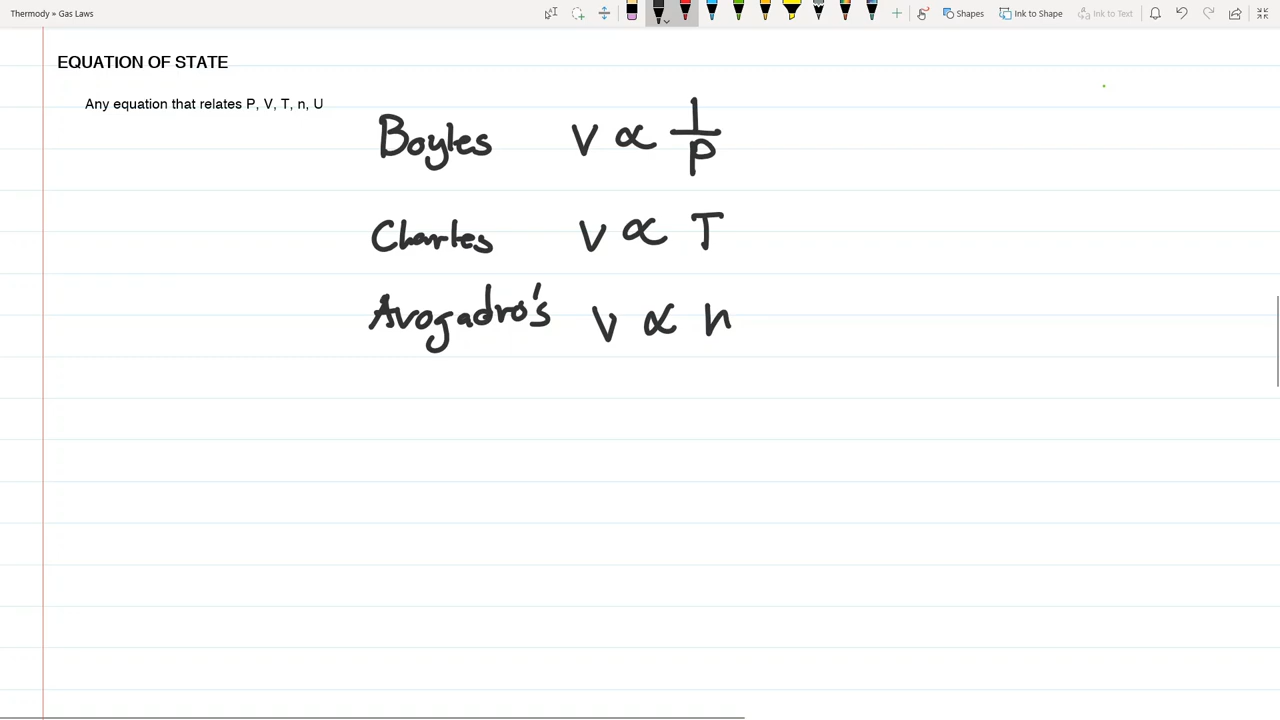 Thermody » Gas Laws
Shapes
Ink to Shape
Ink to Text
EQUATION OF STATE
Any equation that relates P, V, T, n, U
Boyles V ∝ 1/P
Charles V ∝ T
Avogadro's V ∝ n